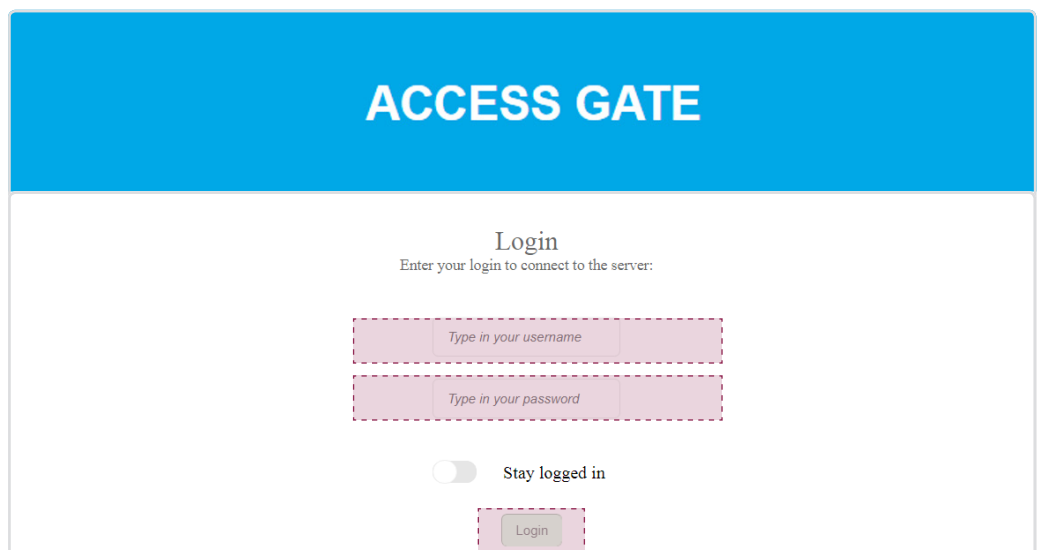 ACCESS GATE
Login
Enter your login to connect to the server:
Type in your username
Type in your password
Stay logged in
Login